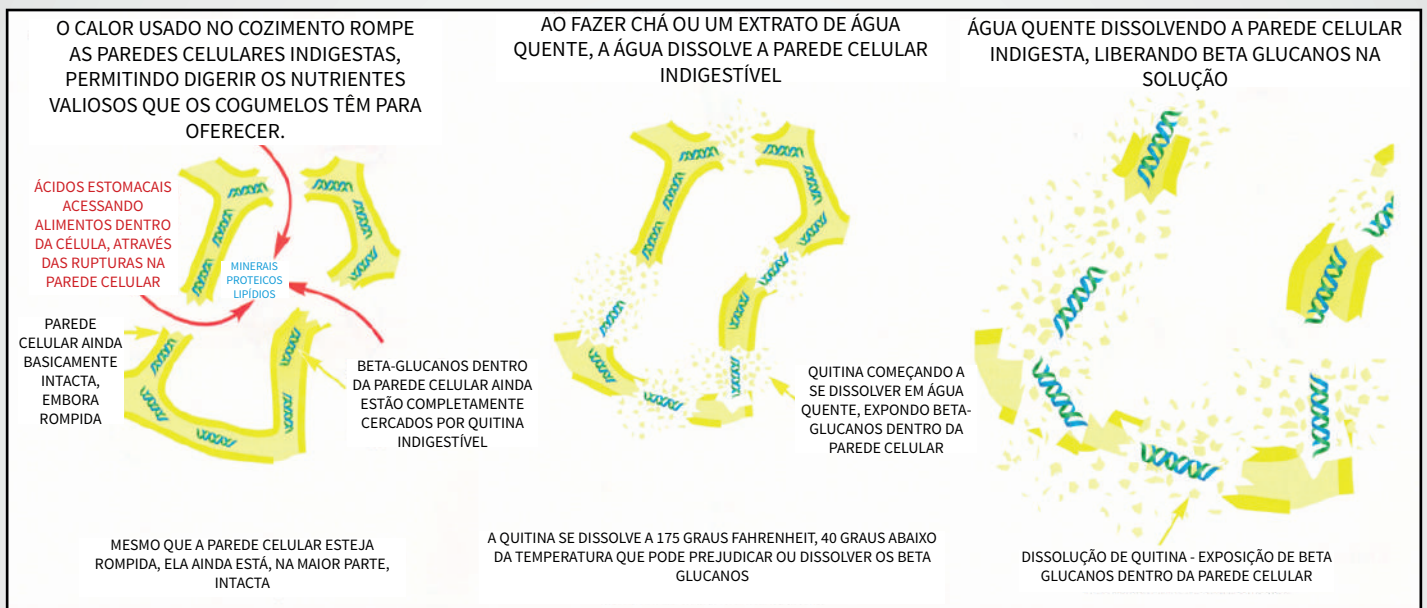 O CALOR USADO NO COZIMENTO ROMPE
AS PAREDES CELULARES INDIGESTAS,
PERMITINDO DIGERIR OS NUTRIENTES
VALIOSOS QUE OS COGUMELOS TÊM PARA
OFERECER.
ÁCIDOS ESTOMACAIS
ACESSANDO
ALIMENTOS DENTRO
DA CÉLULA, ATRAVÉS
DAS RUPTURAS NA
PAREDE CELULAR
MINERAIS
PROTEICOS
LIPÍDIOS
PAREDE
CELULAR AINDA
BASICAMENTE
INTACTA,
EMBORA
ROMPIDA
BETA-GLUCANOS DENTRO
DA PAREDE CELULAR AINDA
ESTÃO COMPLETAMENTE
CERCADOS POR QUITINA
INDIGESTÍVEL
MESMO QUE A PAREDE CELULAR ESTEJA
ROMPIDA, ELA AINDA ESTÁ, NA MAIOR PARTE,
INTACTA
AO FAZER CHÁ OU UM EXTRATO DE ÁGUA
QUENTE, A ÁGUA DISSOLVE A PAREDE CELULAR
INDIGESTÍVEL
QUITINA COMEÇANDO A
SE DISSOLVER EM ÁGUA
QUENTE, EXPONDO BETA-
GLUCANOS DENTRO DA
PAREDE CELULAR
A QUITINA SE DISSOLVE A 175 GRAUS FAHRENHEIT, 40 GRAUS ABAIXO
DA TEMPERATURA QUE PODE PREJUDICAR OU DISSOLVER OS BETA
GLUCANOS
ÁGUA QUENTE DISSOLVENDO A PAREDE CELULAR
INDIGESTA, LIBERANDO BETA GLUCANOS NA
SOLUÇÃO
DISSOLUÇÃO DE QUITINA - EXPOSIÇÃO DE BETA
GLUCANOS DENTRO DA PAREDE CELULAR